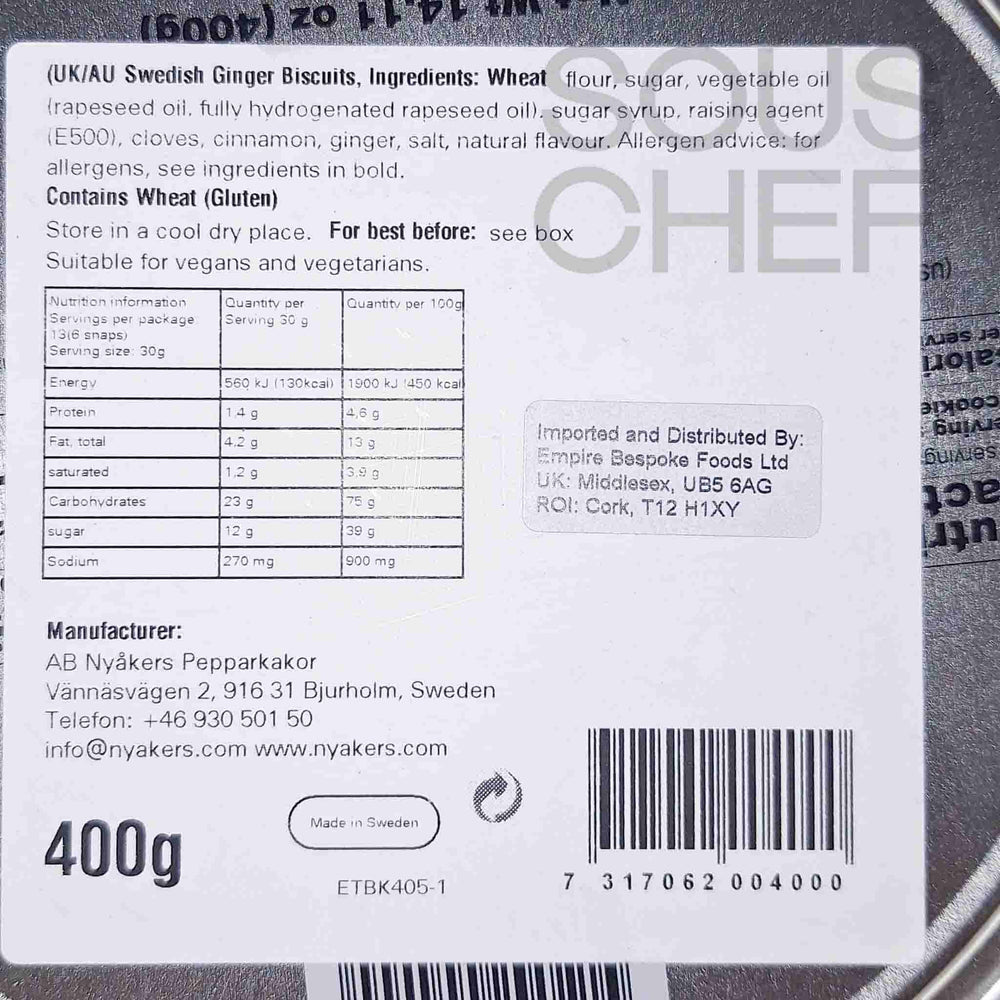 Net Wt 14.11 oz (400g)
SOUS
CHEF
(UK/AU Swedish Ginger Biscuits, Ingredients: Wheat flour, sugar, vegetable oil
(rapeseed oil, fully hydrogenated rapeseed oil), sugar syrup, raising agent
(E500), cloves, cinnamon, ginger, salt, natural flavour. Allergen advice: for
allergens, see ingredients in bold.
Contains Wheat (Gluten)
Store in a cool dry place. For best before: see box
Suitable for vegans and vegetarians.
Nutrition information
Servings per package
13(6 snaps)
Serving size: 30g
Quantity per
Serving 30 g
Quantity per 100g
Energy 560 kJ (130kcal) 1900 kJ (450 kcal
Protein 1,4 g 4,6 g
Fat, total 4.2 g 13 g
saturated 1,2 g 3,9 g
Carbohydrates 23 g 75 g
sugar 12 g 39 g
Sodium 270 mg 900 mg
Imported and Distributed By:
Empire Bespoke Foods Ltd
UK: Middlesex, UB5 6AG
ROI: Cork, T12 H1XY
Manufacturer:
AB Nyåkers Pepparkakor
Vännäsvägen 2, 916 31 Bjurholm, Sweden
Telefon: +46 930 501 50
info@nyakers.com www.nyakers.com
400g
Made in Sweden
ETBK405-1
7 317062 004000